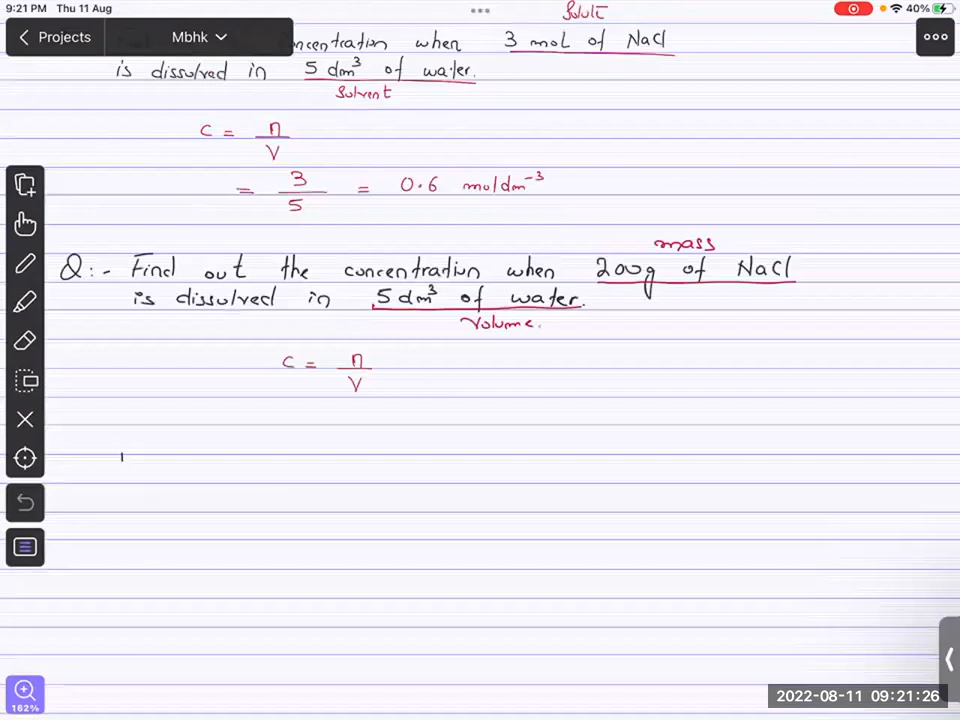 9:21 PM Thu 11 Aug
40%
Solute
Projects
Mbhk
concentration when 3 mol of NaCl
is dissolved in 5 dm³ of water.
Solvent
c = n
V
= 3 = 0.6 moldm⁻³
5
mass
Q:- Find out the concentration when 200g of NaCl
is dissolved in 5 dm³ of water.
Volume.
c = n
V
162%
2022-08-11 09:21:26